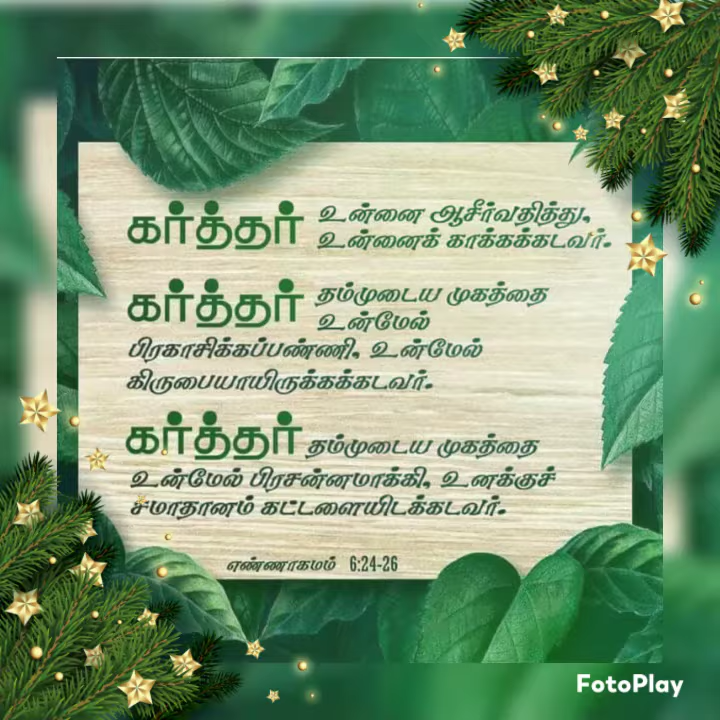 கர்த்தர் உன்னை ஆசீர்வதித்து,
உன்னைக் காக்கக்கடவர்.
கர்த்தர் தம்முடைய முகத்தை
உன்மேல்
பிரகாசிக்கப்பண்ணி, உன்மேல்
கிருபையாயிருக்கக்கடவர்.
கர்த்தர் தம்முடைய முகத்தை
உன்மேல் பிரசன்னமாக்கி, உனக்குச்
சமாதானம் கட்டளையிடக்கடவர்.
எண்ணாகமம் 6:24-26
FotoPlay